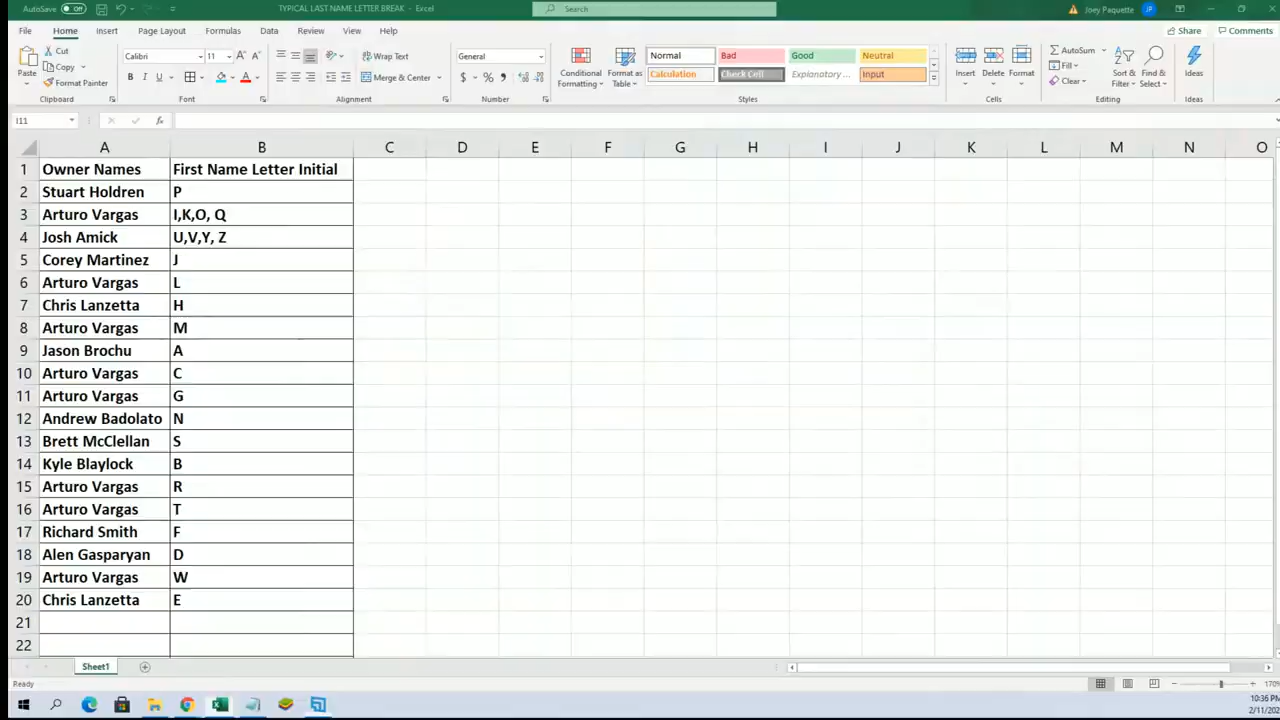 AutoSave Off TYPICAL LAST NAME LETTER BREAK - Excel Search Joey Paquette JP
File Home Insert Page Layout Formulas Data Review View Help Share Comments
Paste Cut Copy Format Painter Clipboard
Calibri 11 A A B I U A Font
Wrap Text Merge & Center Alignment
General $ % , Number
Conditional Formatting Format as Table
Normal Bad Good Neutral
Calculation Check Cell Explanatory ... Input
Styles
Insert Delete Format Cells
AutoSum Fill Clear Sort & Filter Find & Select Editing
Ideas Ideas
I11 fx
A B C D E F G H I J K L M N O
1 Owner Names First Name Letter Initial
2 Stuart Holdren P
3 Arturo Vargas I,K,O, Q
4 Josh Amick U,V,Y, Z
5 Corey Martinez J
6 Arturo Vargas L
7 Chris Lanzetta H
8 Arturo Vargas M
9 Jason Brochu A
10 Arturo Vargas C
11 Arturo Vargas G
12 Andrew Badolato N
13 Brett McClellan S
14 Kyle Blaylock B
15 Arturo Vargas R
16 Arturo Vargas T
17 Richard Smith F
18 Alen Gasparyan D
19 Arturo Vargas W
20 Chris Lanzetta E
21
22
Sheet1
Ready 170%
10:36 PM
2/11/202